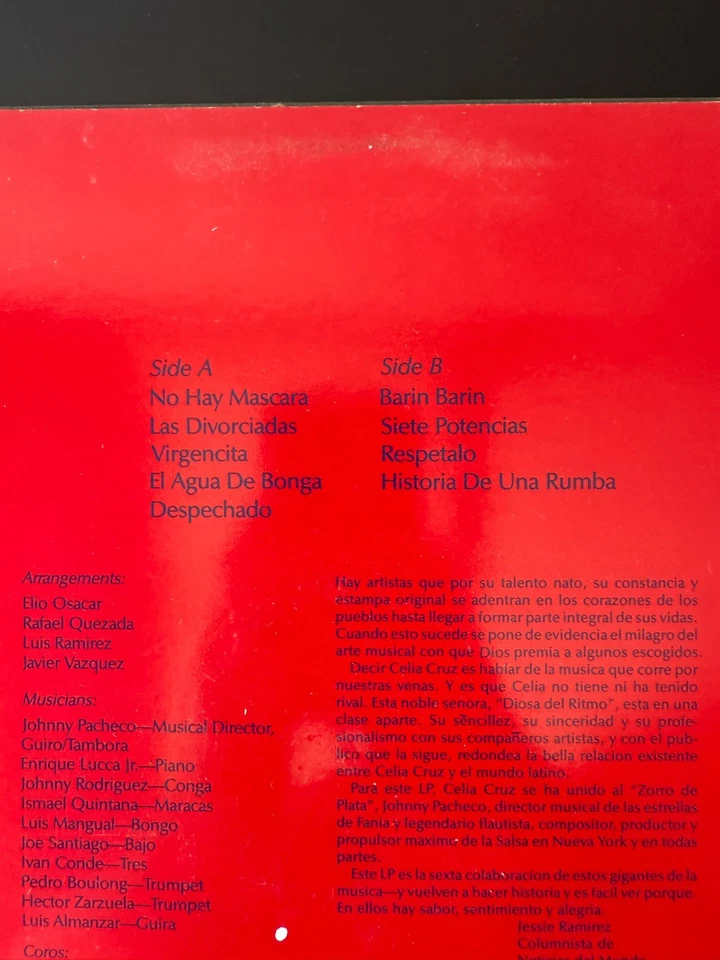 Side A
No Hay Mascara
Las Divorciadas
Virgencita
El Agua De Bonga
Despechado
Side B
Barin Barin
Siete Potencias
Respetalo
Historia De Una Rumba
Arrangements:
Elio Osacar
Rafael Quezada
Luis Ramirez
Javier Vazquez
Musicians:
Johnny Pacheco—Musical Director,
Guiro/Tambora
Enrique Lucca Jr.—Piano
Johnny Rodriguez—Conga
Ismael Quintana—Maracas
Luis Mangual—Bongo
Joe Santiago—Bajo
Ivan Conde—Tres
Pedro Boulong—Trumpet
Hector Zarzuela—Trumpet
Luis Almanzar—Guira
Coros:
Hay artistas que por su talento nato, su constancia y
estampa original se adentran en los corazones de los
pueblos hasta llegar a formar parte integral de sus vidas.
Cuando esto sucede se pone de evidencia el milagro del
arte musical con que Dios premia a algunos escogidos.
Decir Celia Cruz es hablar de la musica que corre por
nuestras venas. Y es que Celia no tiene ni ha tenido
rival. Esta noble senora, "Diosa del Ritmo", esta en una
clase aparte. Su sencillez, su sinceridad y su profe-
sionalismo con sus compañeros artistas, y con el pub-
lico que la sigue, redondea la bella relacion existente
entre Celia Cruz y el mundo latino.
Para este LP, Celia Cruz se ha unido al "Zorro de
Plata", Johnny Pacheco, director musical de las estrellas
de Fania y legendario flautista, compositor, productor y
propulsor maximo de la Salsa en Nueva York y en todas
partes.
Este LP es la sexta colaboracion de estos gigantes de la
musica—y vuelven a hacer historia y es facil ver porque.
En ellos hay sabor, sentimiento y alegria.
Jessie Ramirez
Columnista de
Noticias del Mundo